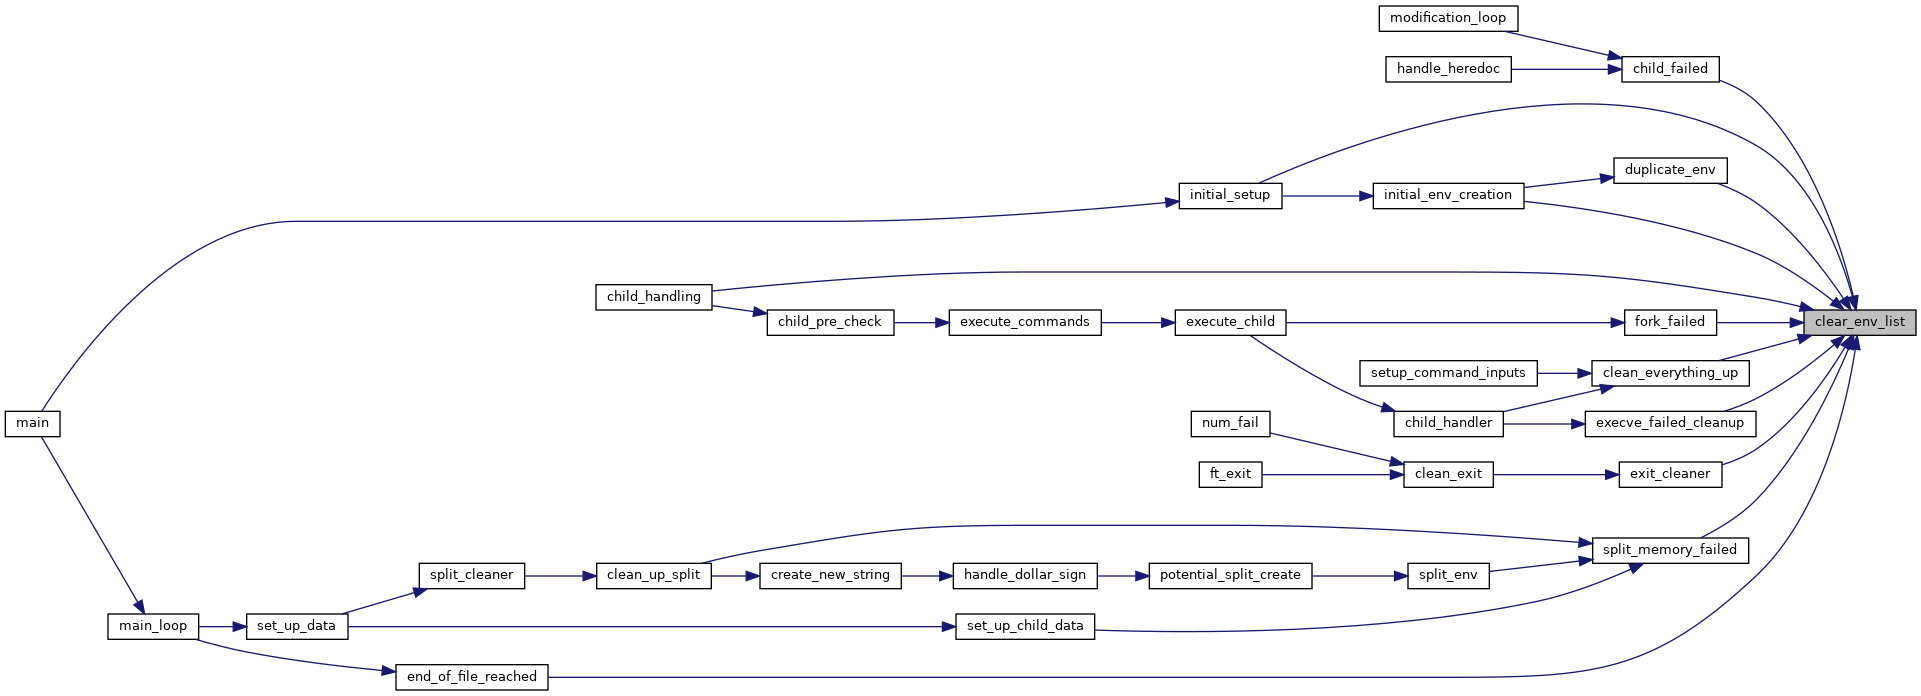 modification_loop
handle_heredoc
child_failed
duplicate_env
initial_setup
initial_env_creation
child_handling
child_pre_check
execute_commands
execute_child
fork_failed
clear_env_list
setup_command_inputs
clean_everything_up
main
num_fail
child_handler
execve_failed_cleanup
ft_exit
clean_exit
exit_cleaner
split_memory_failed
split_cleaner
clean_up_split
create_new_string
handle_dollar_sign
potential_split_create
split_env
main_loop
set_up_data
set_up_child_data
end_of_file_reached